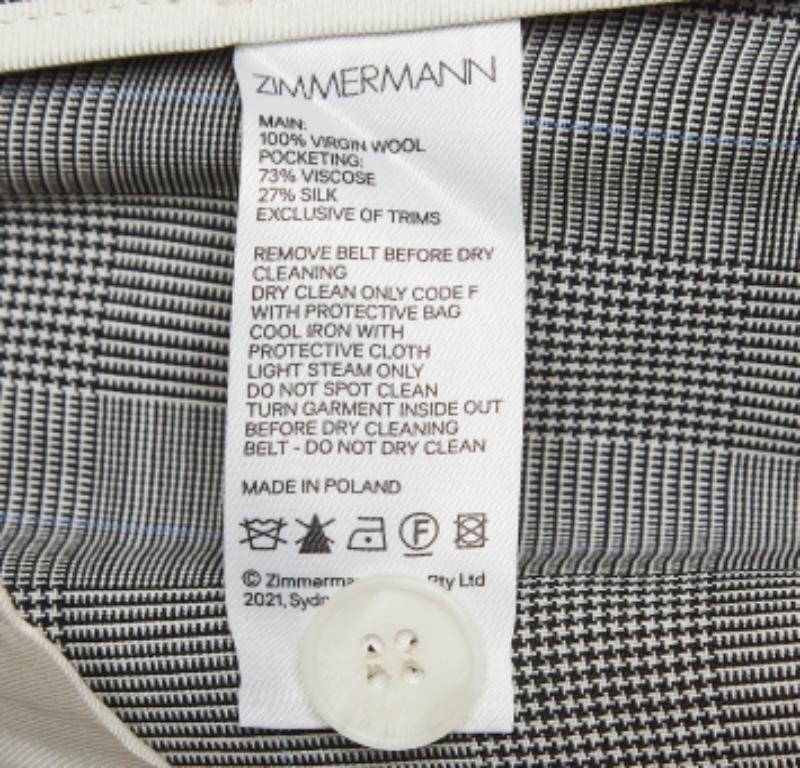 ZIMMERMANN
MAIN:
100% VIRGIN WOOL
POCKETING:
73% VISCOSE
27% SILK
EXCLUSIVE OF TRIMS
REMOVE BELT BEFORE DRY
CLEANING
DRY CLEAN ONLY CODE F
WITH PROTECTIVE BAG
COOL IRON WITH
PROTECTIVE CLOTH
LIGHT STEAM ONLY
DO NOT SPOT CLEAN
TURN GARMENT INSIDE OUT
BEFORE DRY CLEANING
BELT - DO NOT DRY CLEAN
MADE IN POLAND
F
© Pty Ltd
2021,